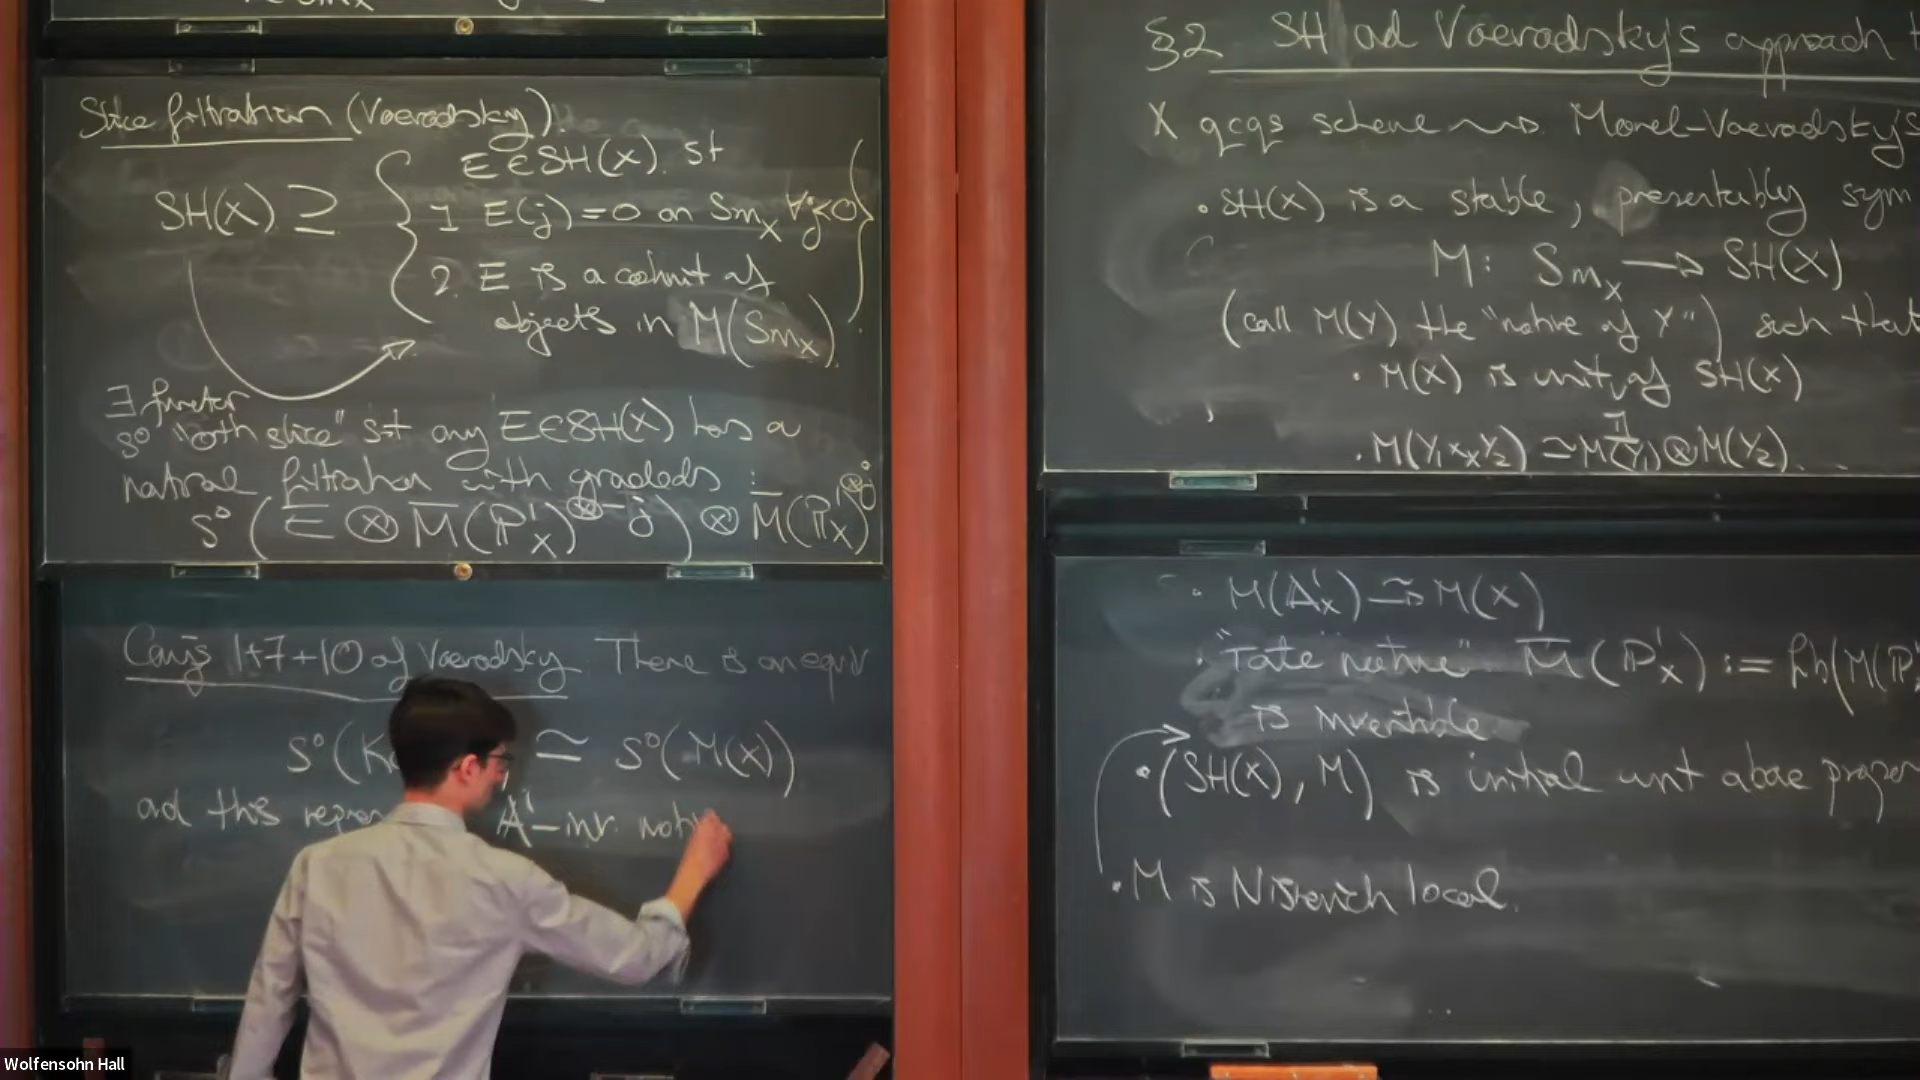 Slice filtration (Voevodsky).
SH(X) ⊇ { E∈SH(X) st
1 E(j)=0 on Sm_X ∀j<0
2. E is a colimit of
objects in M(Sm_X) }
∃ functor
s⁰ "0th slice" st any E∈SH(X) has a
natural filtration with gradeds :
s⁰(E ⊗ M̄(P¹_X)^{⊗-j}) ⊗ M̄(P¹_X)^{⊗j}
Conjs 1+7+10 of Voevodsky There is an equiv
s⁰(K ≃ s⁰(M(X))
ad this A¹-inv.
§2 SH ad Voevodsky's approach
X qcqs scheme ⇝ Morel-Voevodsky's
• SH(X) is a stable, presentably sym
M: Sm_X → SH(X)
(call M(Y) the "motive of Y") such that
• M(X) is unit of SH(X)
• M(Y₁×_X Y₂) ≃ M(Y₁)⊗M(Y₂).
• M(A¹_X) ≃→ M(X)
• "Tate motive" M̄(P¹_X) := fib(M(P¹_X
is invertible.
• (SH(X), M) is initial wrt above proper
• M is Nisnevich local.
Wolfensohn Hall